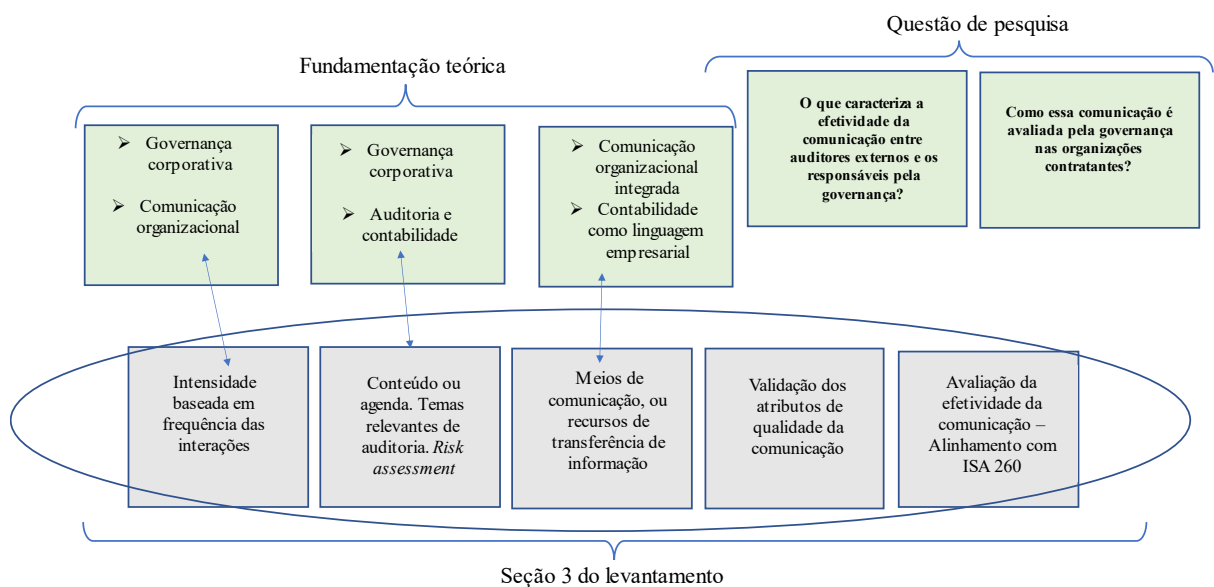 Questão de pesquisa
Fundamentação teórica
➢ Governança
corporativa
➢ Comunicação
organizacional
➢ Governança
corporativa
➢ Auditoria e
contabilidade
➢ Comunicação
organizacional
integrada
➢ Contabilidade
como linguagem
empresarial
O que caracteriza a
efetividade da
comunicação entre
auditores externos e os
responsáveis pela
governança?
Como essa comunicação é
avaliada pela governança
nas organizações
contratantes?
Intensidade
baseada em
frequência das
interações
Conteúdo ou
agenda. Temas
relevantes de
auditoria. Risk
assessment
Meios de
comunicação, ou
recursos de
transferência de
informação
Validação dos
atributos de
qualidade da
comunicação
Avaliação da
efetividade da
comunicação –
Alinhamento com
ISA 260
Seção 3 do levantamento